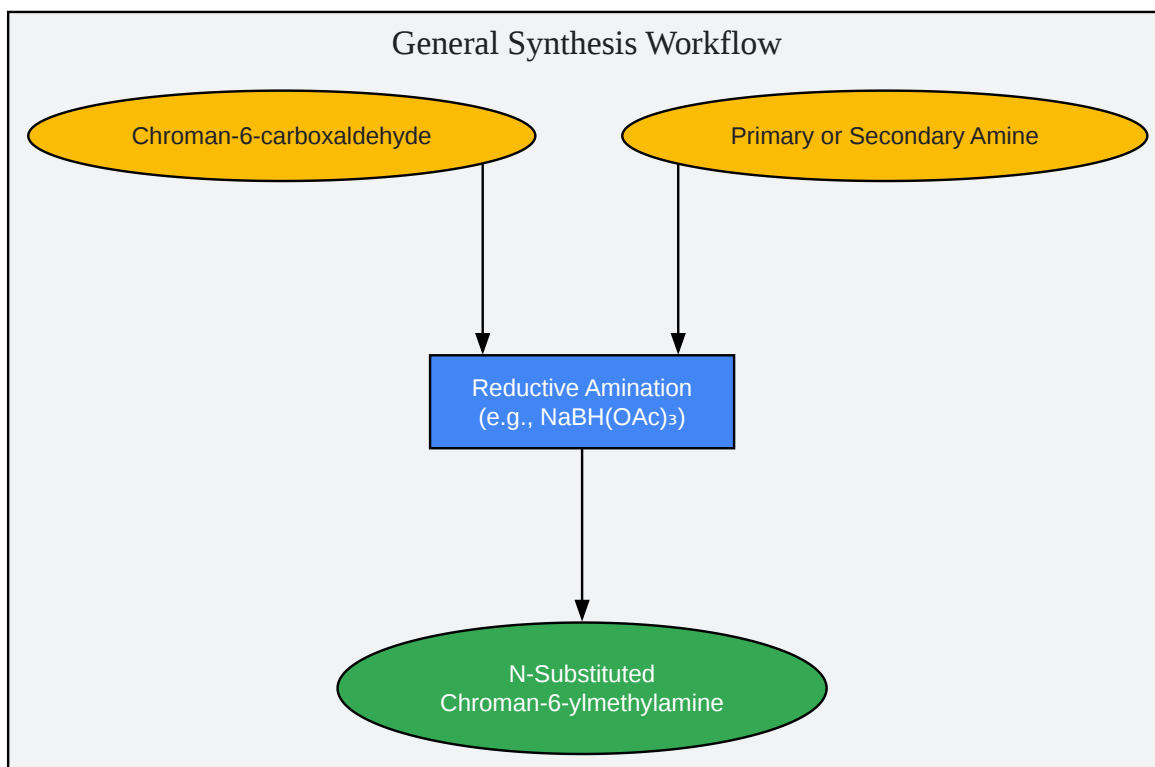 General Synthesis Workflow
Chroman-6-carboxaldehyde
Primary or Secondary Amine
Reductive Amination
(e.g., NaBH(OAc)₃)
N-Substituted
Chroman-6-ylmethylamine